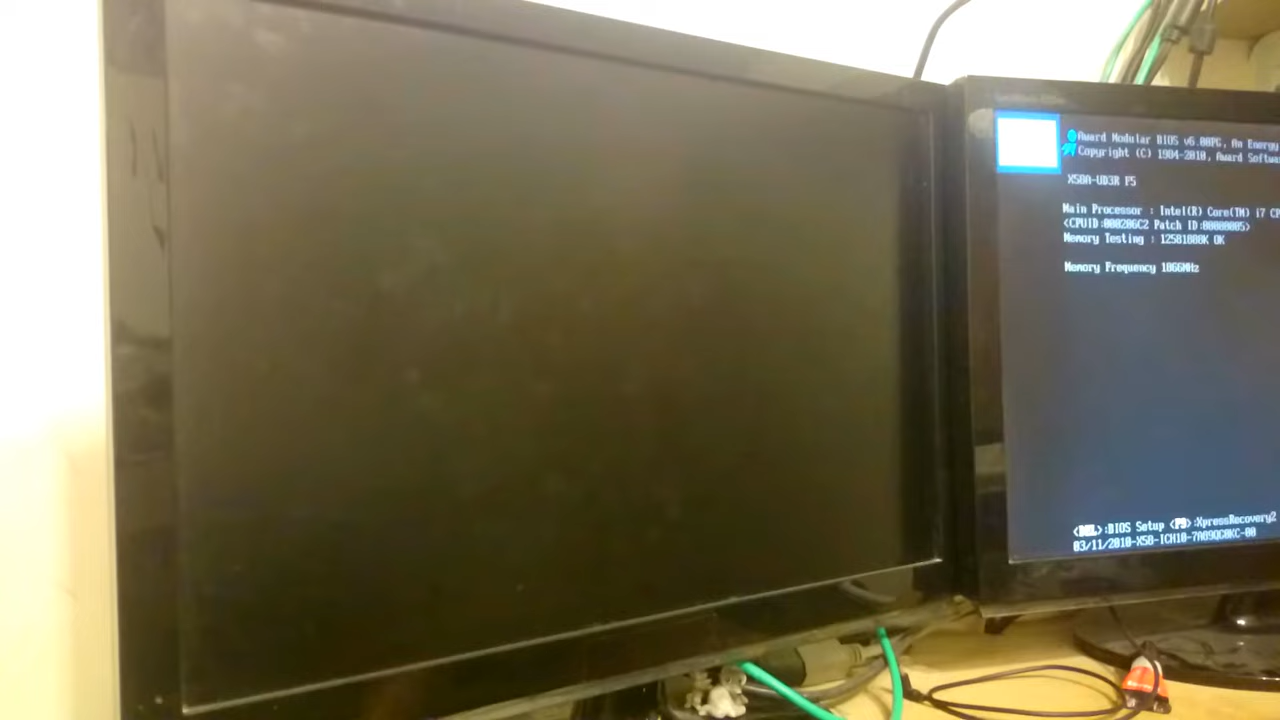 Award Modular BIOS v6.00PG, An Energy
Copyright (C) 1984-2010, Award Softwa
X58A-UD3R F5
Main Processor : Intel(R) Core(TM) i7 CP
<CPUID:000206C2 Patch ID:00000005>
Memory Testing : 12581888K OK
Memory Frequency 1066MHz
<DEL>:BIOS Setup <F9>:XpressRecovery2
03/11/2010-X58-ICH10-7A89QG0KC-00